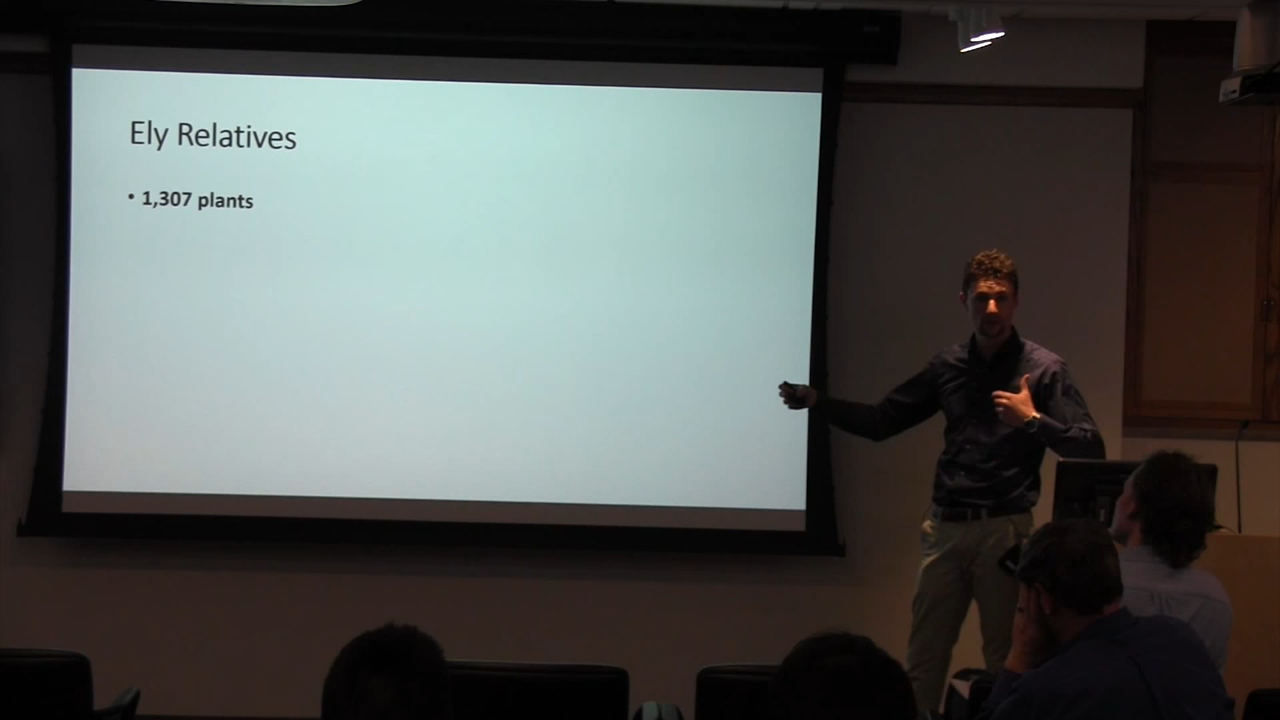 Ely Relatives
• 1,307 plants